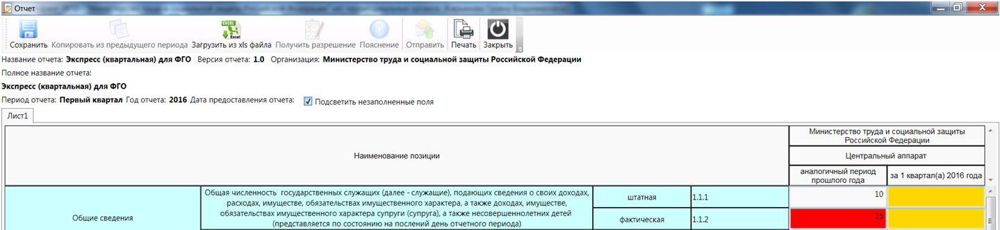 Отчет
Сохранить Копировать из предыдущего периода Загрузить из xls файла Получить разрешение Пояснение Отправить Печать Закрыть
Название отчета: Экспресс (квартальная) для ФГО Версия отчета: 1.0 Организация: Министерство труда и социальной защиты Российской Федерации
Полное название отчета:
Экспресс (квартальная) для ФГО
Период отчета: Первый квартал Год отчета: 2016 Дата предоставления отчета: Подсветить незаполненные поля
Лист1
Наименование позиции
Министерство труда и социальной защиты
Российской Федерации
Центральный аппарат
аналогичный период
прошлого года
за 1 квартал(а) 2016 года
Общие сведения
Общая численность государственных служащих (далее - служащие), подающих сведения о своих доходах,
расходах, имуществе, обязательствах имущественного характера, а также доходах, имуществе,
обязательствах имущественного характера супруги (супруга), а также несовершеннолетних детей
(представляется по состоянию на послений день отчетного периода)
штатная 1.1.1 10
фактическая 1.1.2 15